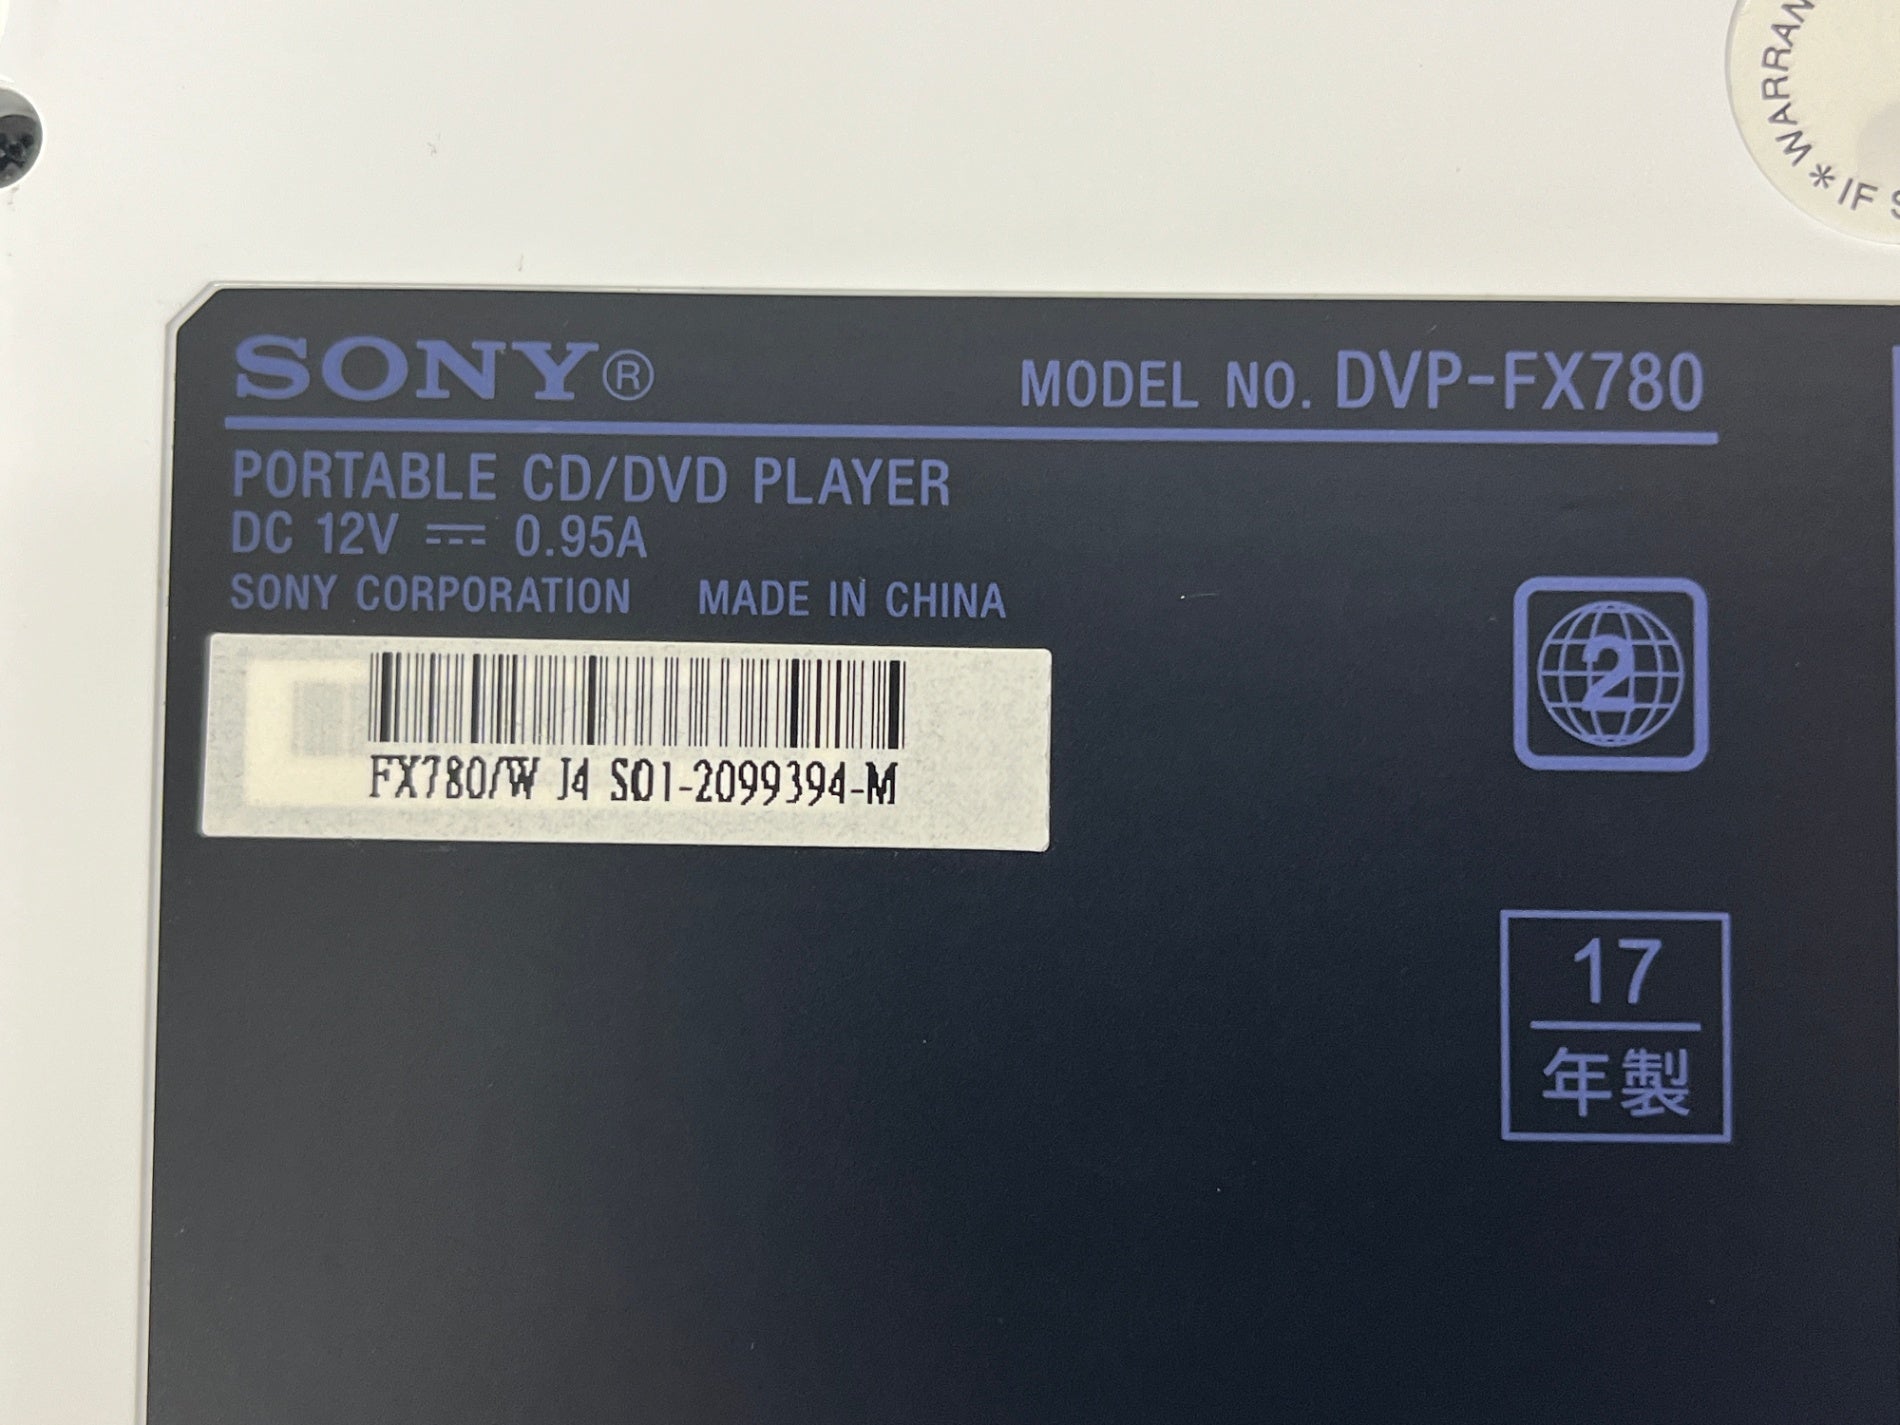 WARRAN
*IF S
SONY®
MODEL NO. DVP-FX780
PORTABLE CD/DVD PLAYER
DC 12V ⎓ 0.95A
SONY CORPORATION MADE IN CHINA
FX780/W J4 S01-2099394-M
2
17
年製